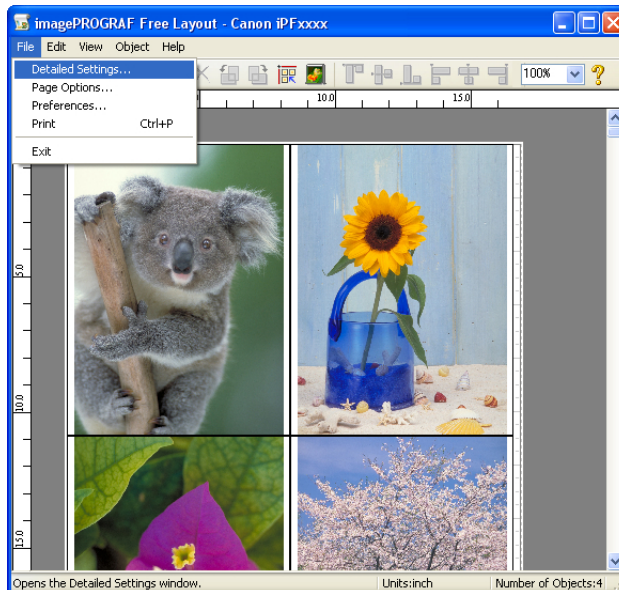 imagePROGRAF Free Layout - Canon iPFxxxx
File Edit View Object Help
Detailed Settings...
Page Options...
Preferences...
Print Ctrl+P
Exit
100%
10.0 15.0
5.0
10.0
15.0
Opens the Detailed Settings window. Units:inch Number of Objects:4